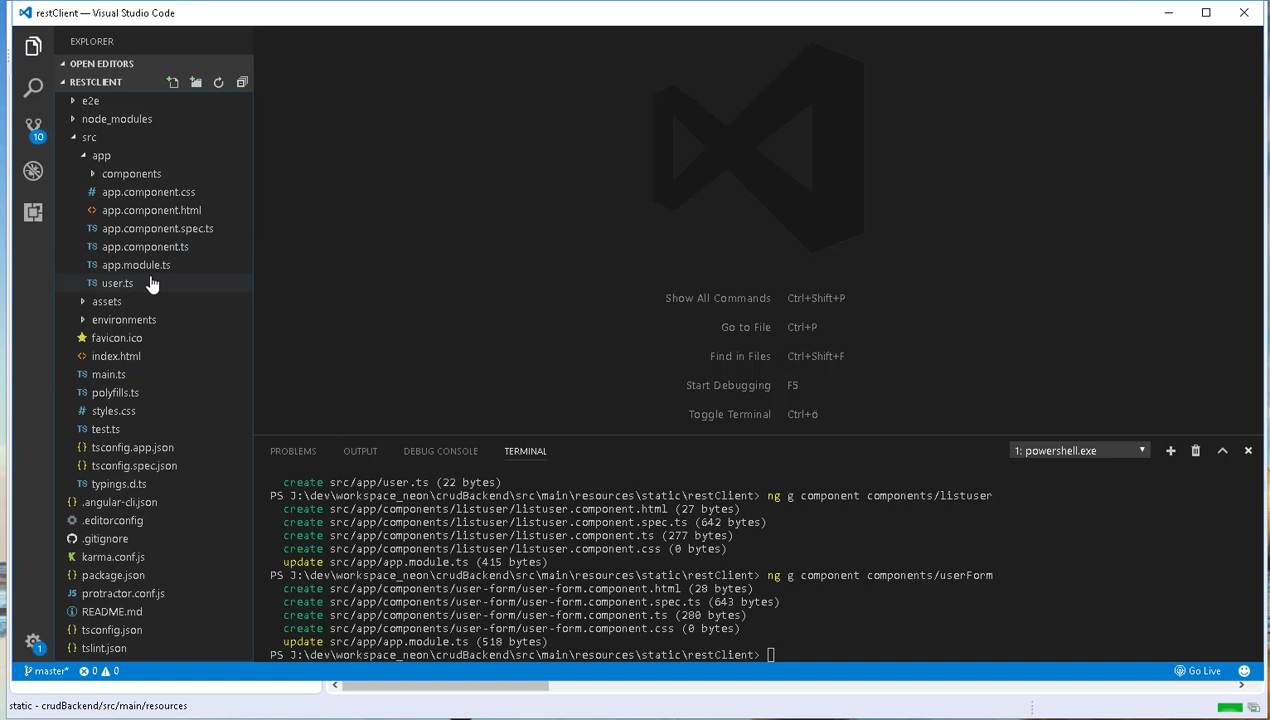 restClient — Visual Studio Code
EXPLORER
OPEN EDITORS
RESTCLIENT
e2e
node_modules
src
app
components
app.component.css
app.component.html
app.component.spec.ts
app.component.ts
app.module.ts
user.ts
assets
environments
favicon.ico
index.html
main.ts
polyfills.ts
styles.css
test.ts
tsconfig.app.json
tsconfig.spec.json
typings.d.ts
.angular-cli.json
.editorconfig
.gitignore
karma.conf.js
package.json
protractor.conf.js
README.md
tsconfig.json
tslint.json
10
1
Show All Commands Ctrl+Shift+P
Go to File Ctrl+P
Find in Files Ctrl+Shift+F
Start Debugging F5
Toggle Terminal Ctrl+ö
PROBLEMS OUTPUT DEBUG CONSOLE TERMINAL 1: powershell.exe
create src/app/user.ts (22 bytes)
PS J:\dev\workspace_neon\crudBackend\src\main\resources\static\restClient> ng g component components/listuser
create src/app/components/listuser/listuser.component.html (27 bytes)
create src/app/components/listuser/listuser.component.spec.ts (642 bytes)
create src/app/components/listuser/listuser.component.ts (277 bytes)
create src/app/components/listuser/listuser.component.css (0 bytes)
update src/app/app.module.ts (415 bytes)
PS J:\dev\workspace_neon\crudBackend\src\main\resources\static\restClient> ng g component components/userForm
create src/app/components/user-form/user-form.component.html (28 bytes)
create src/app/components/user-form/user-form.component.spec.ts (643 bytes)
create src/app/components/user-form/user-form.component.ts (280 bytes)
create src/app/components/user-form/user-form.component.css (0 bytes)
update src/app/app.module.ts (518 bytes)
PS J:\dev\workspace_neon\crudBackend\src\main\resources\static\restClient>
master* 0 0 Go Live
static - crudBackend/src/main/resources